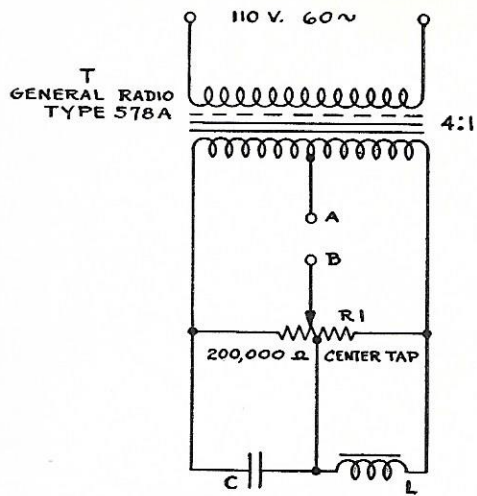 110 V. 60 ~
T
GENERAL RADIO
TYPE 578A
4:1
A
B
R1
200,000 Ω CENTER TAP
C
L